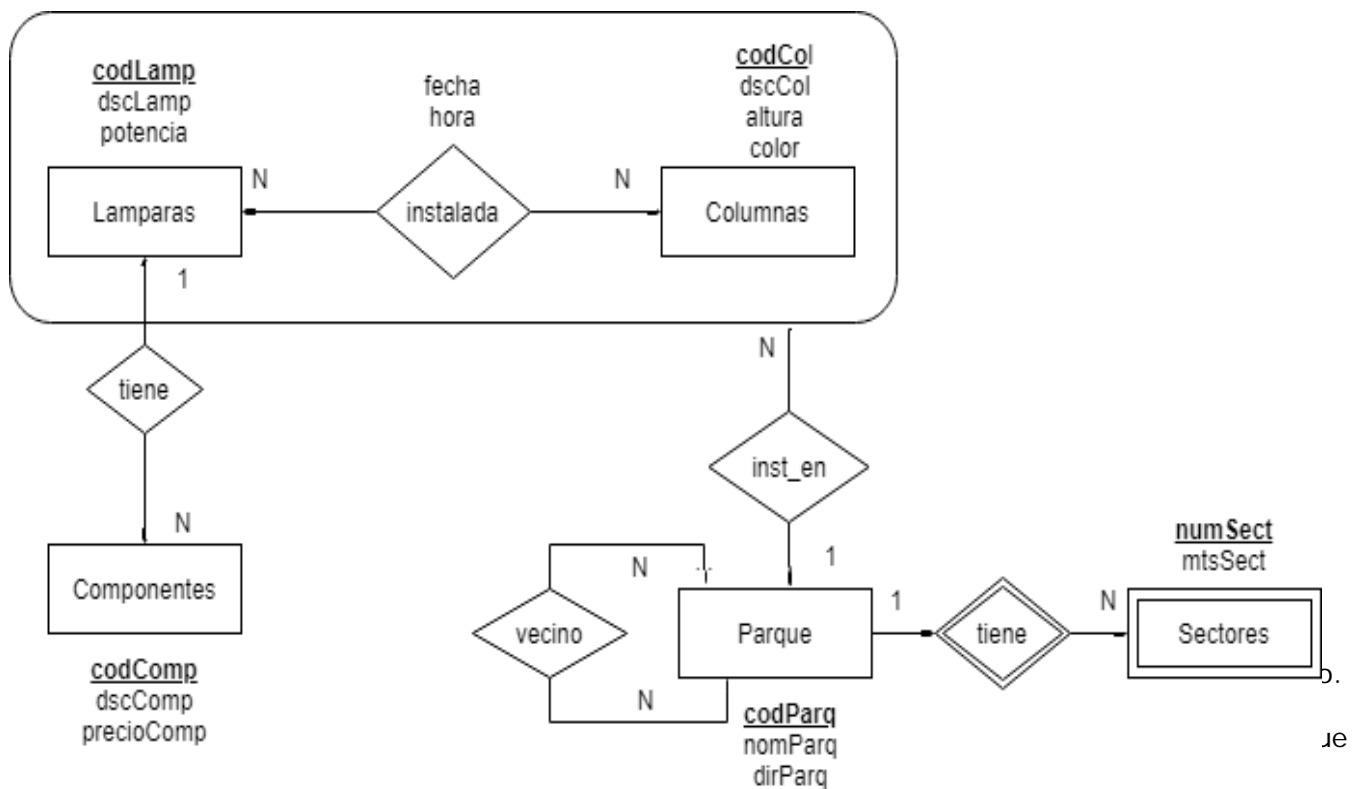 codLamp
dscLamp
potencia
fecha
hora
codCol
dscCol
altura
color
N
N
Lamparas
instalada
Columnas
1
N
tiene
inst_en
N
1
Componentes
codComp
dscComp
precioComp
N
vecino
N
Parque
codParq
nomParq
dirParq
1
tiene
N
numSect
mtsSect
Sectores